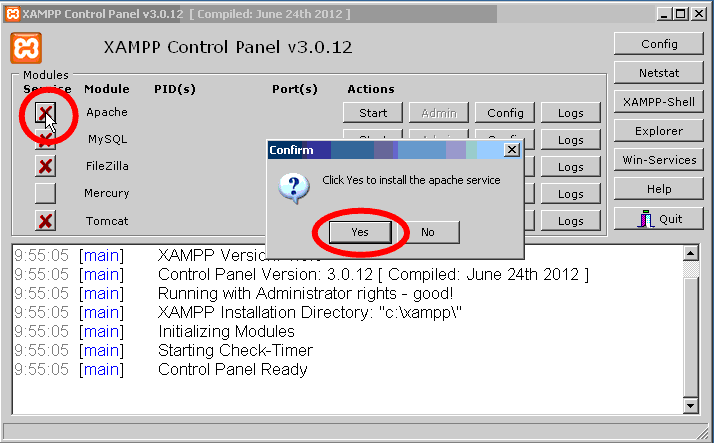 XAMPP Control Panel v3.0.12 [ Compiled: June 24th 2012 ]
XAMPP Control Panel v3.0.12
Config
Netstat
XAMPP-Shell
Explorer
Win-Services
Help
Quit
Modules
Service Module PID(s) Port(s) Actions
Apache Start Admin Config Logs
MySQL Logs
FileZilla Logs
Mercury Logs
Tomcat Logs
Confirm
Click Yes to install the apache service
Yes No
9:55:05 [main] XAMPP Version:
9:55:05 [main] Control Panel Version: 3.0.12 [ Compiled: June 24th 2012 ]
9:55:05 [main] Running with Administrator rights - good!
9:55:05 [main] XAMPP Installation Directory: "c:\xampp\"
9:55:05 [main] Initializing Modules
9:55:05 [main] Starting Check-Timer
9:55:05 [main] Control Panel Ready